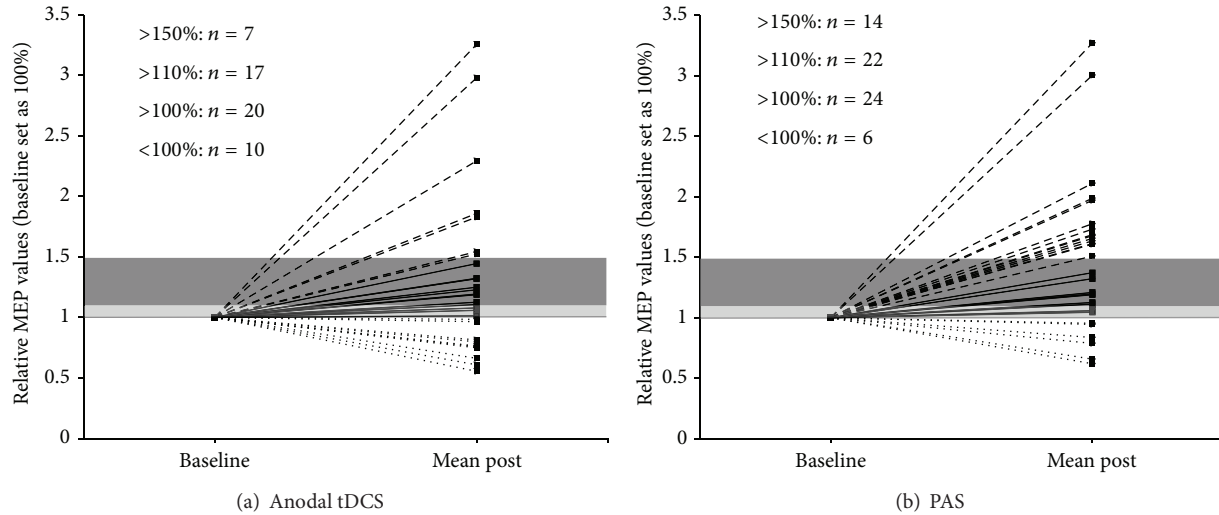 Relative MEP values (baseline set as 100%)
3.5
3
2.5
2
1.5
1
0.5
0
>150%: n = 7
>110%: n = 17
>100%: n = 20
<100%: n = 10
Baseline
Mean post
(a) Anodal tDCS
Relative MEP values (baseline set as 100%)
3.5
3
2.5
2
1.5
1
0.5
0
>150%: n = 14
>110%: n = 22
>100%: n = 24
<100%: n = 6
Baseline
Mean post
(b) PAS